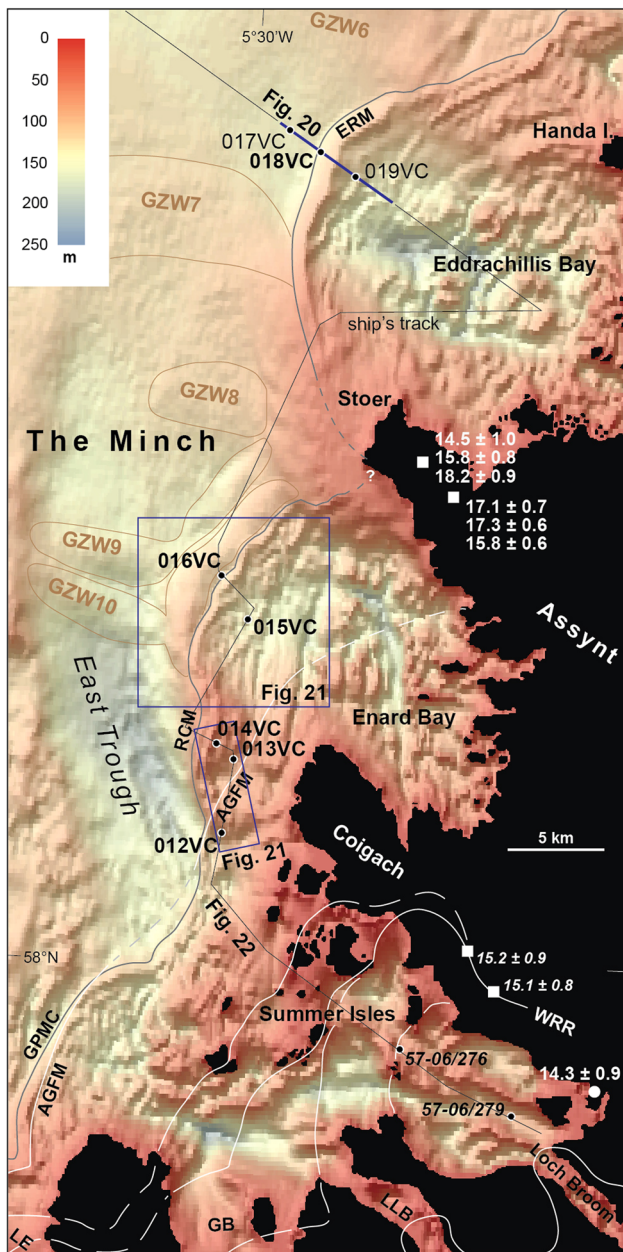 0
50
100
150
200
250
m
GZW6
5°30'W
Fig. 20
ERM
Handa I.
017VC
018VC
019VC
GZW7
Eddrachillis Bay
ship's track
GZW8
Stoer
The Minch
14.5 ± 1.0
15.8 ± 0.8
18.2 ± 0.9
?
17.1 ± 0.7
17.3 ± 0.6
15.8 ± 0.6
GZW9
016VC
GZW10
015VC
Assynt
East Trough
Fig. 21
Enard Bay
RCM
014VC
013VC
AGFM
012VC
Fig. 21
Coigach
5 km
Fig. 22
58°N
15.2 ± 0.9
15.1 ± 0.8
WRR
Summer Isles
GPMC
AGFM
57-06/276
14.3 ± 0.9
57-06/279
Loch Broom
LLB
GB
LE